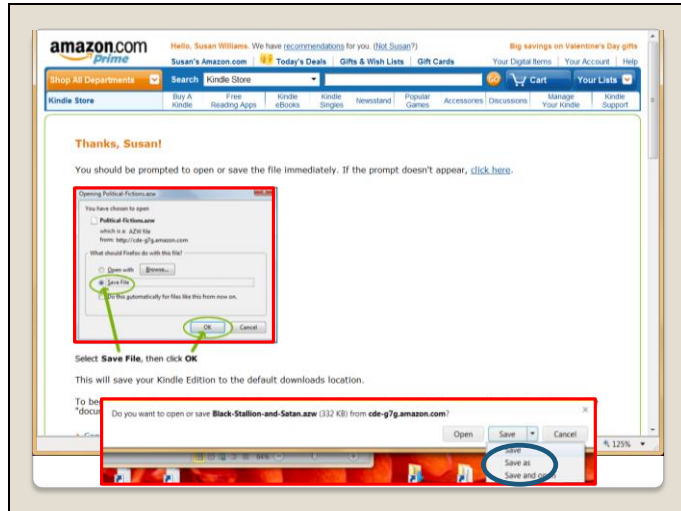 amazon.com
Prime
Hello, Susan Williams. We have recommendations for you. (Not Susan?)
Big savings on Valentine's Day gifts
Susan's Amazon.com
Today's Deals
Gifts & Wish Lists
Gift Cards
Your Digital Items
Your Account
Help
Shop All Departments
Search
Kindle Store
GO
Cart
Your Lists
Kindle Store
Buy A Kindle
Free Reading Apps
Kindle eBooks
Kindle Singles
Newsstand
Popular Games
Accessories
Discussions
Manage Your Kindle
Kindle Support
Thanks, Susan!
You should be prompted to open or save the file immediately. If the prompt doesn't appear, click here.
Opening Political-Fictions.azw
You have chosen to open
Political-Fictions.azw
which is a: AZW file
from: http://cde-g7g.amazon.com
What should Firefox do with this file?
Open with
Browse...
Save File
Do this automatically for files like this from now on.
OK
Cancel
Select Save File, then click OK
This will save your Kindle Edition to the default downloads location.
To be
"docu
Do you want to open or save Black-Stallion-and-Satan.azw (332 KB) from cde-g7g.amazon.com?
Open
Save
Cancel
Save
Save as
Save and open
125%